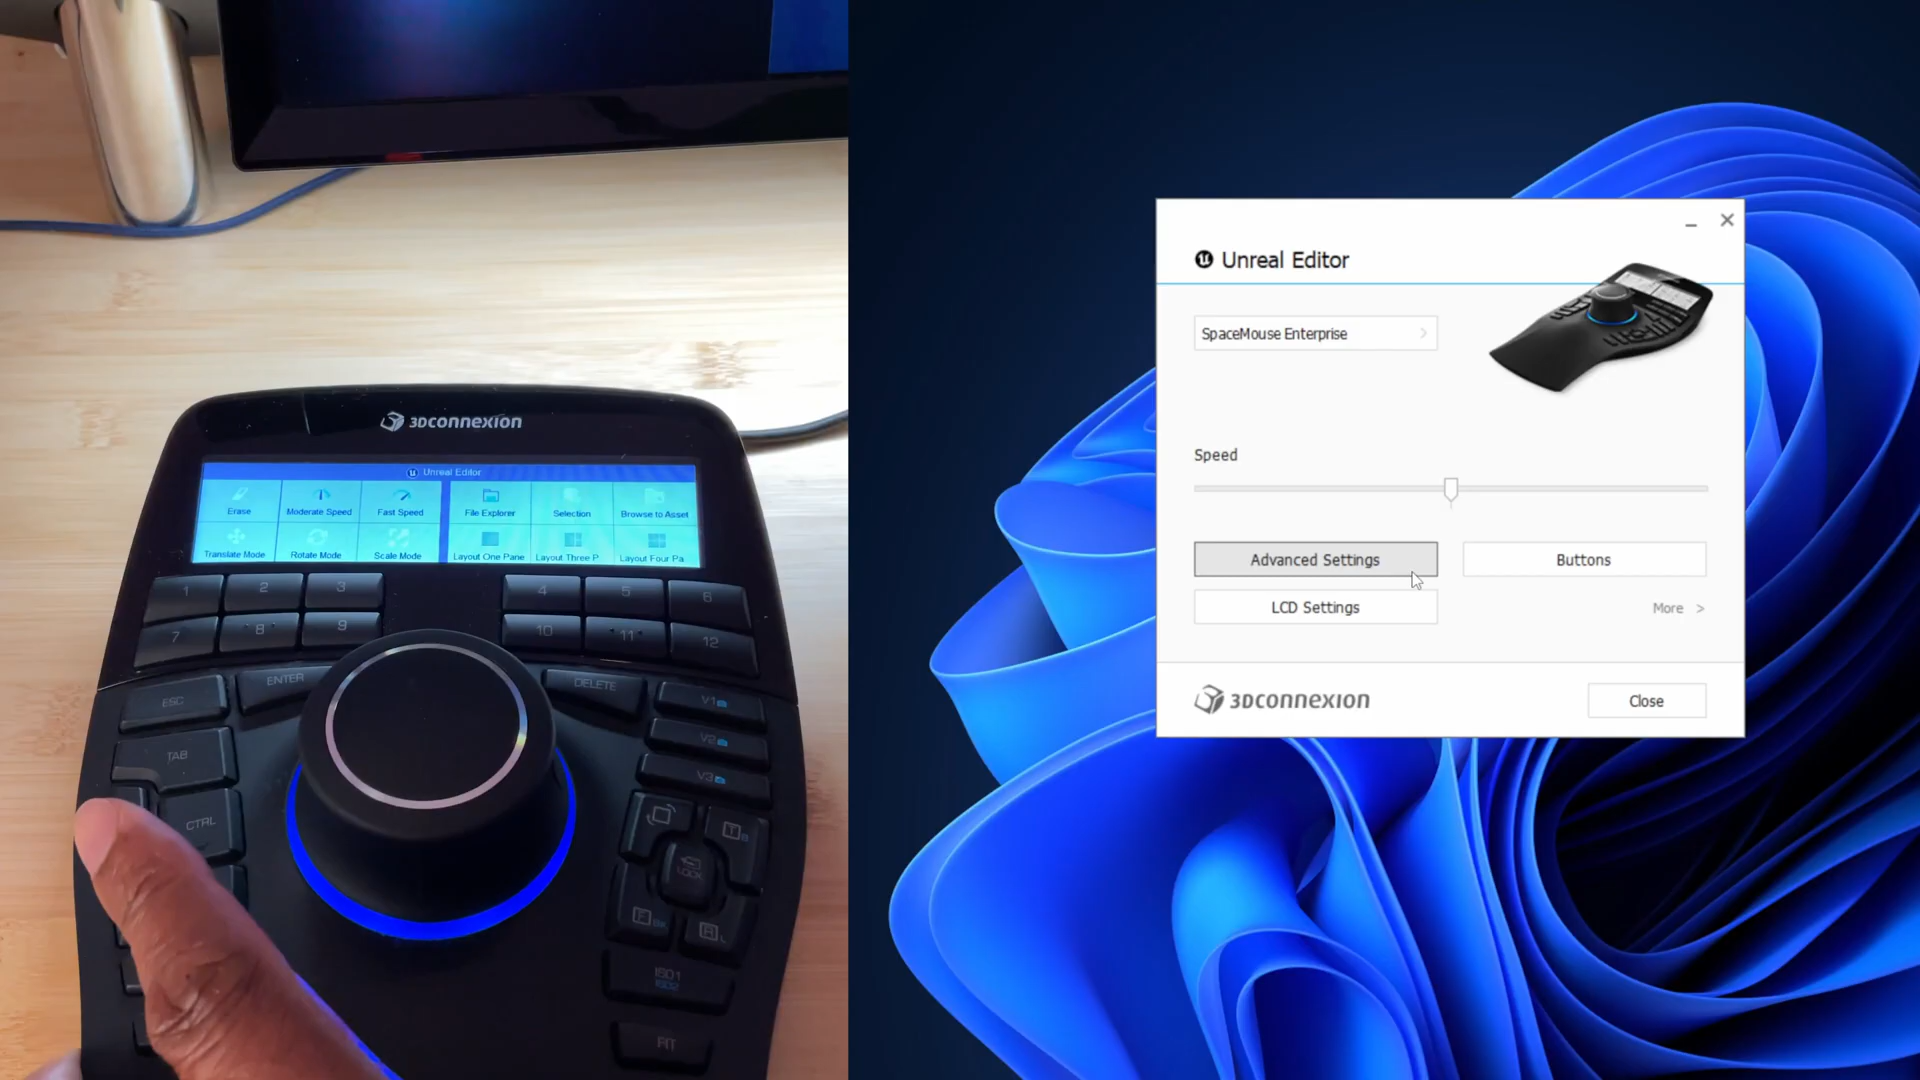 3Dconnexion
Unreal Editor
Erase
Moderate Speed
Fast Speed
File Explorer
Selection
Browse to Asset
Translate Mode
Rotate Mode
Scale Mode
Layout One Pane
Layout Three P
Layout Four Pa
1
2
3
4
5
6
7
8
9
10
11
12
ESC
ENTER
DELETE
V1
TAB
V2
V3
CTRL
T
LOCK
F
R L
ISO1
ISO2
FIT
Unreal Editor
SpaceMouse Enterprise
Speed
Advanced Settings
Buttons
LCD Settings
More >
3Dconnexion
Close